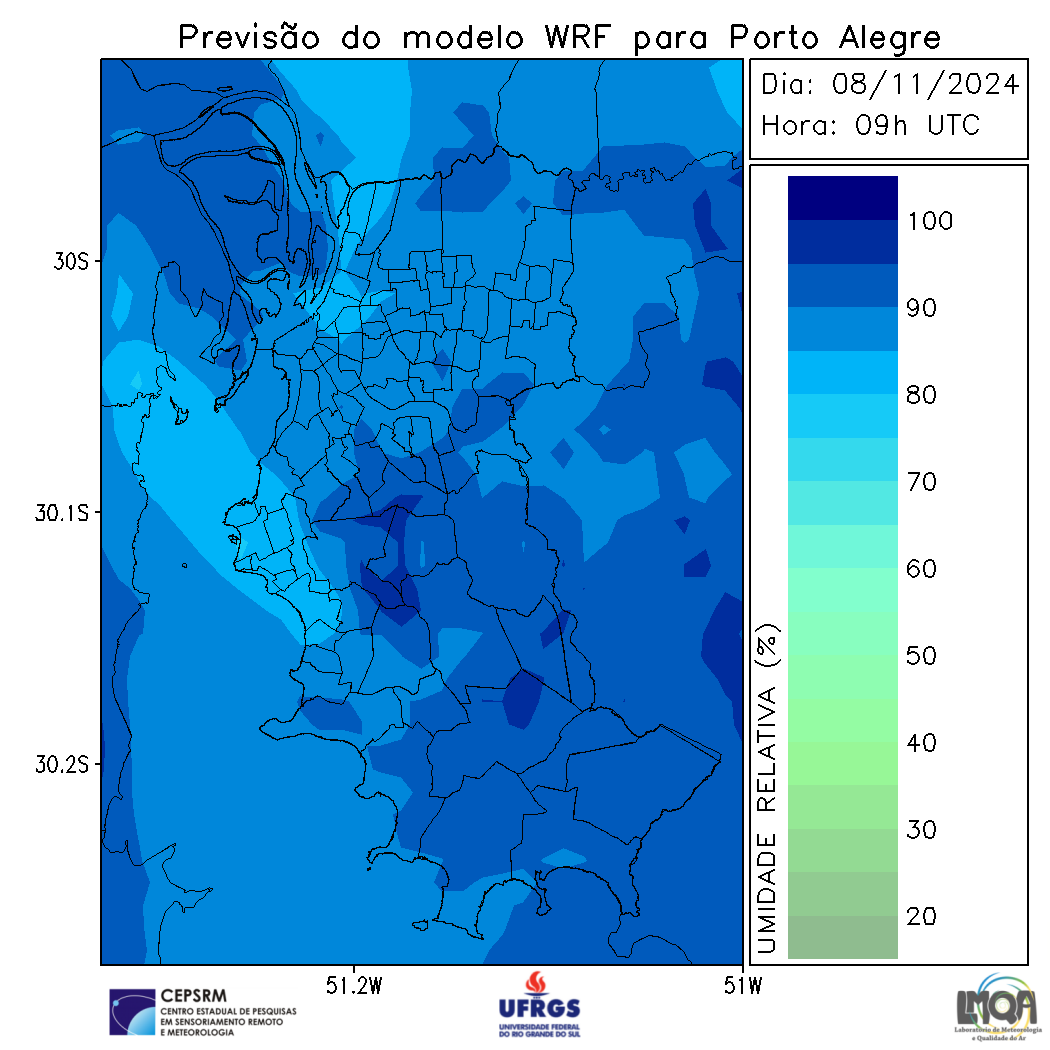 Previsão do modelo WRF para Porto Alegre
Dia: 08/11/2024
Hora: 09h UTC
30S
30.1S
30.2S
51.2W
51W
UMIDADE RELATIVA (%)
100
90
80
70
60
50
40
30
20
CEPSRM
CENTRO ESTADUAL DE PESQUISAS
EM SENSORIAMENTO REMOTO
E METEOROLOGIA
UFRGS
UNIVERSIDADE FEDERAL
DO RIO GRANDE DO SUL
LMQA
Laboratório de Meteorologia
e Qualidade do Ar